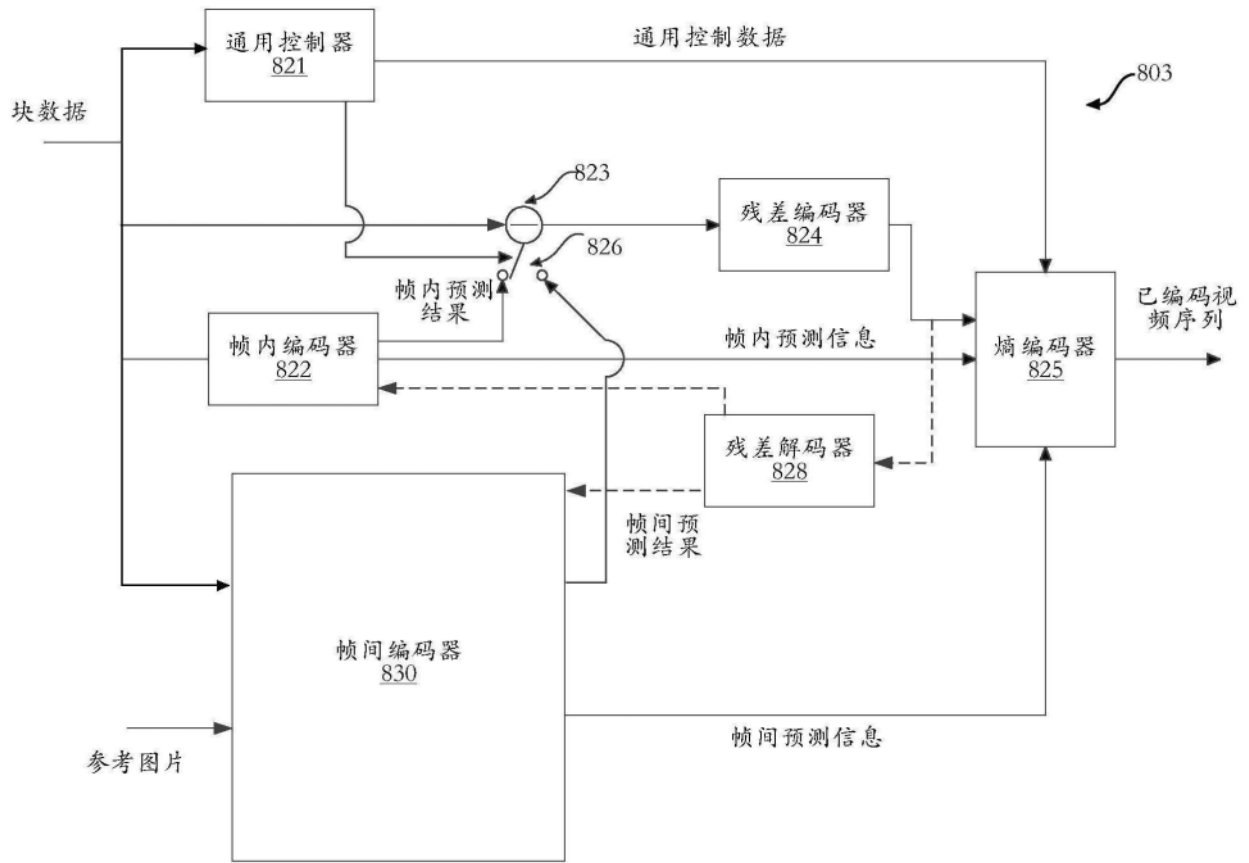 通用控制器
821
通用控制数据
803
块数据
823
残差编码器
824
826
帧内预测
结果
已编码视
频序列
帧内编码器
822
帧内预测信息
熵编码器
825
残差解码器
828
帧间预
测结果
帧间编码器
830
帧间预测信息
参考图片